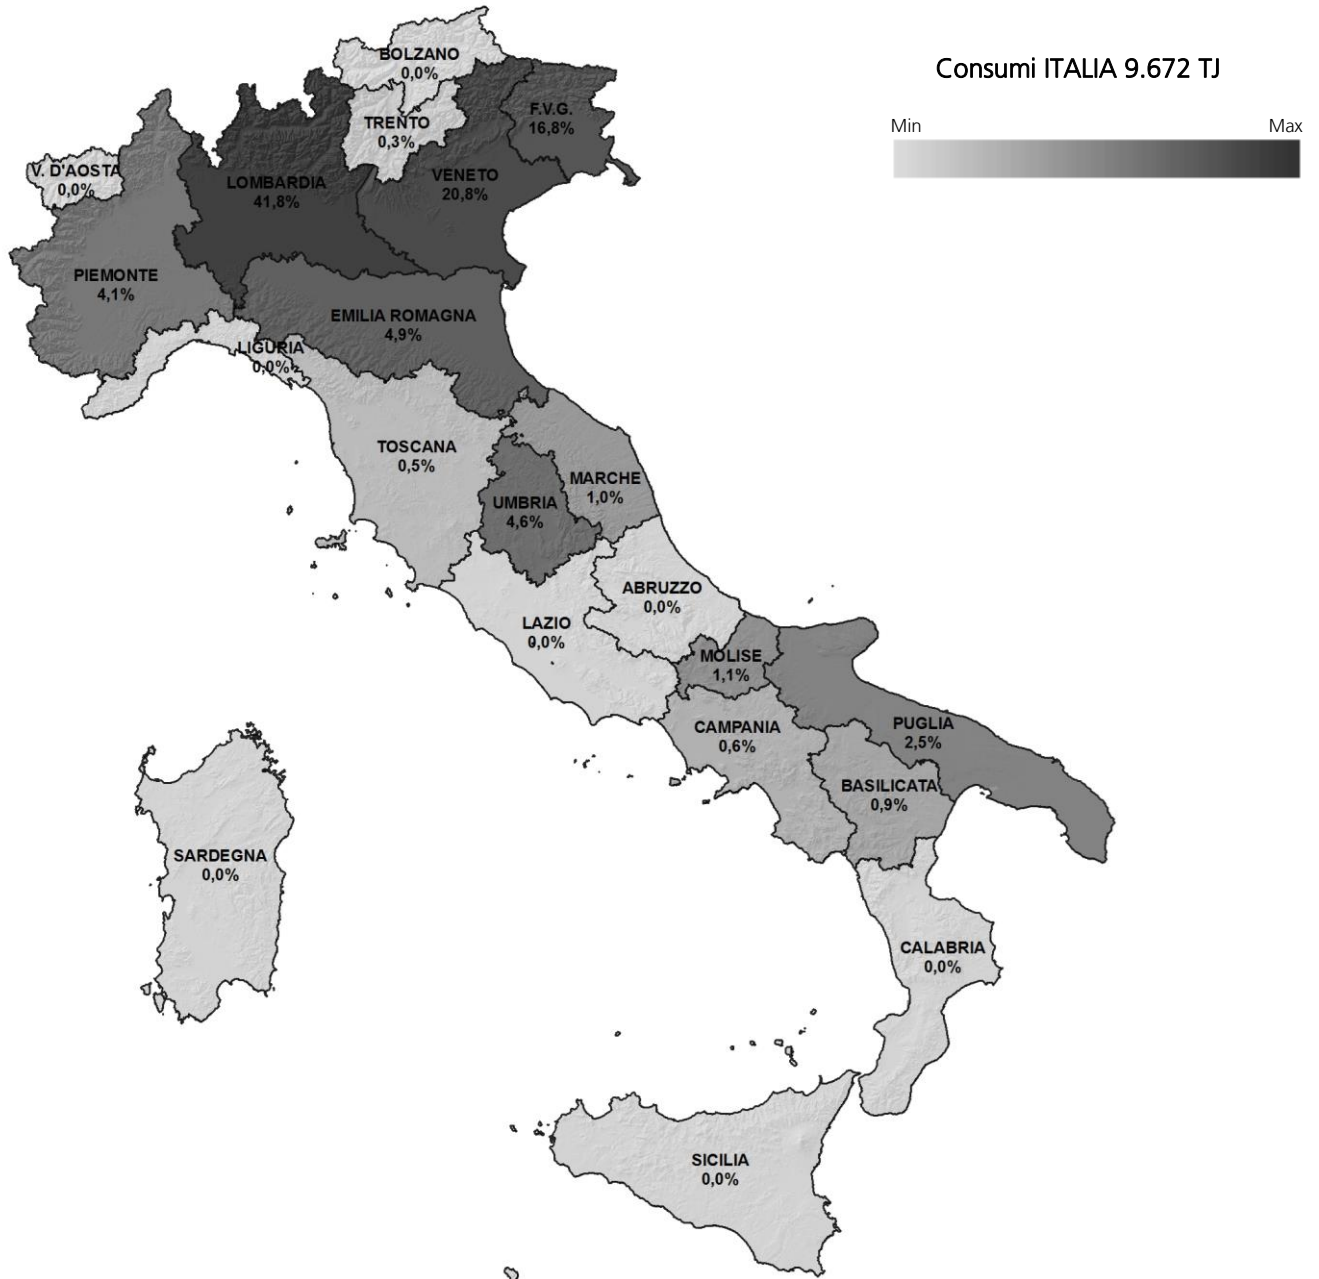 Consumi ITALIA 9.672 TJ
Min
Max
BOLZANO
0,0%
TRENTO
0,3%
F.V.G.
16,8%
V. D'AOSTA
0,0%
LOMBARDIA
41,8%
VENETO
20,8%
PIEMONTE
4,1%
EMILIA ROMAGNA
4,9%
LIGURIA
0,0%
TOSCANA
0,5%
MARCHE
1,0%
UMBRIA
4,6%
ABRUZZO
0,0%
LAZIO
0,0%
MOLISE
1,1%
CAMPANIA
0,6%
PUGLIA
2,5%
BASILICATA
0,9%
SARDEGNA
0,0%
CALABRIA
0,0%
SICILIA
0,0%